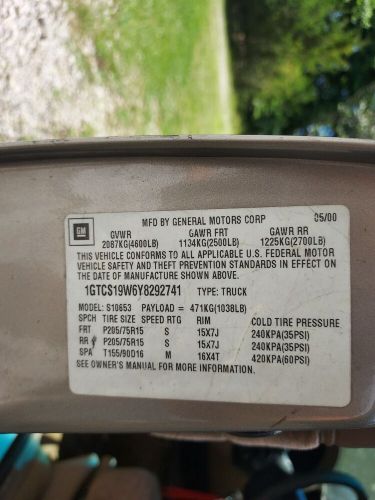 GM
MFD BY GENERAL MOTORS CORP 05/00
GVWR GAWR FRT GAWR RR
2087KG(4600LB) 1134KG(2500LB) 1225KG(2700LB)
THIS VEHICLE CONFORMS TO ALL APPLICABLE U.S. FEDERAL MOTOR
VEHICLE SAFETY AND THEFT PREVENTION STANDARDS IN EFFECT ON
THE DATE OF MANUFACTURE SHOWN ABOVE.
1GTCS19W6Y8292741 TYPE: TRUCK
MODEL: S10653 PAYLOAD = 471KG(1038LB)
SPCH TIRE SIZE SPEED RTG RIM COLD TIRE PRESSURE
FRT P205/75R15 S 15X7J 240KPA(35PSI)
RR P205/75R15 S 15X7J 240KPA(35PSI)
SPA T155/90D16 M 16X4T 420KPA(60PSI)
SEE OWNER'S MANUAL FOR MORE INFORMATION.